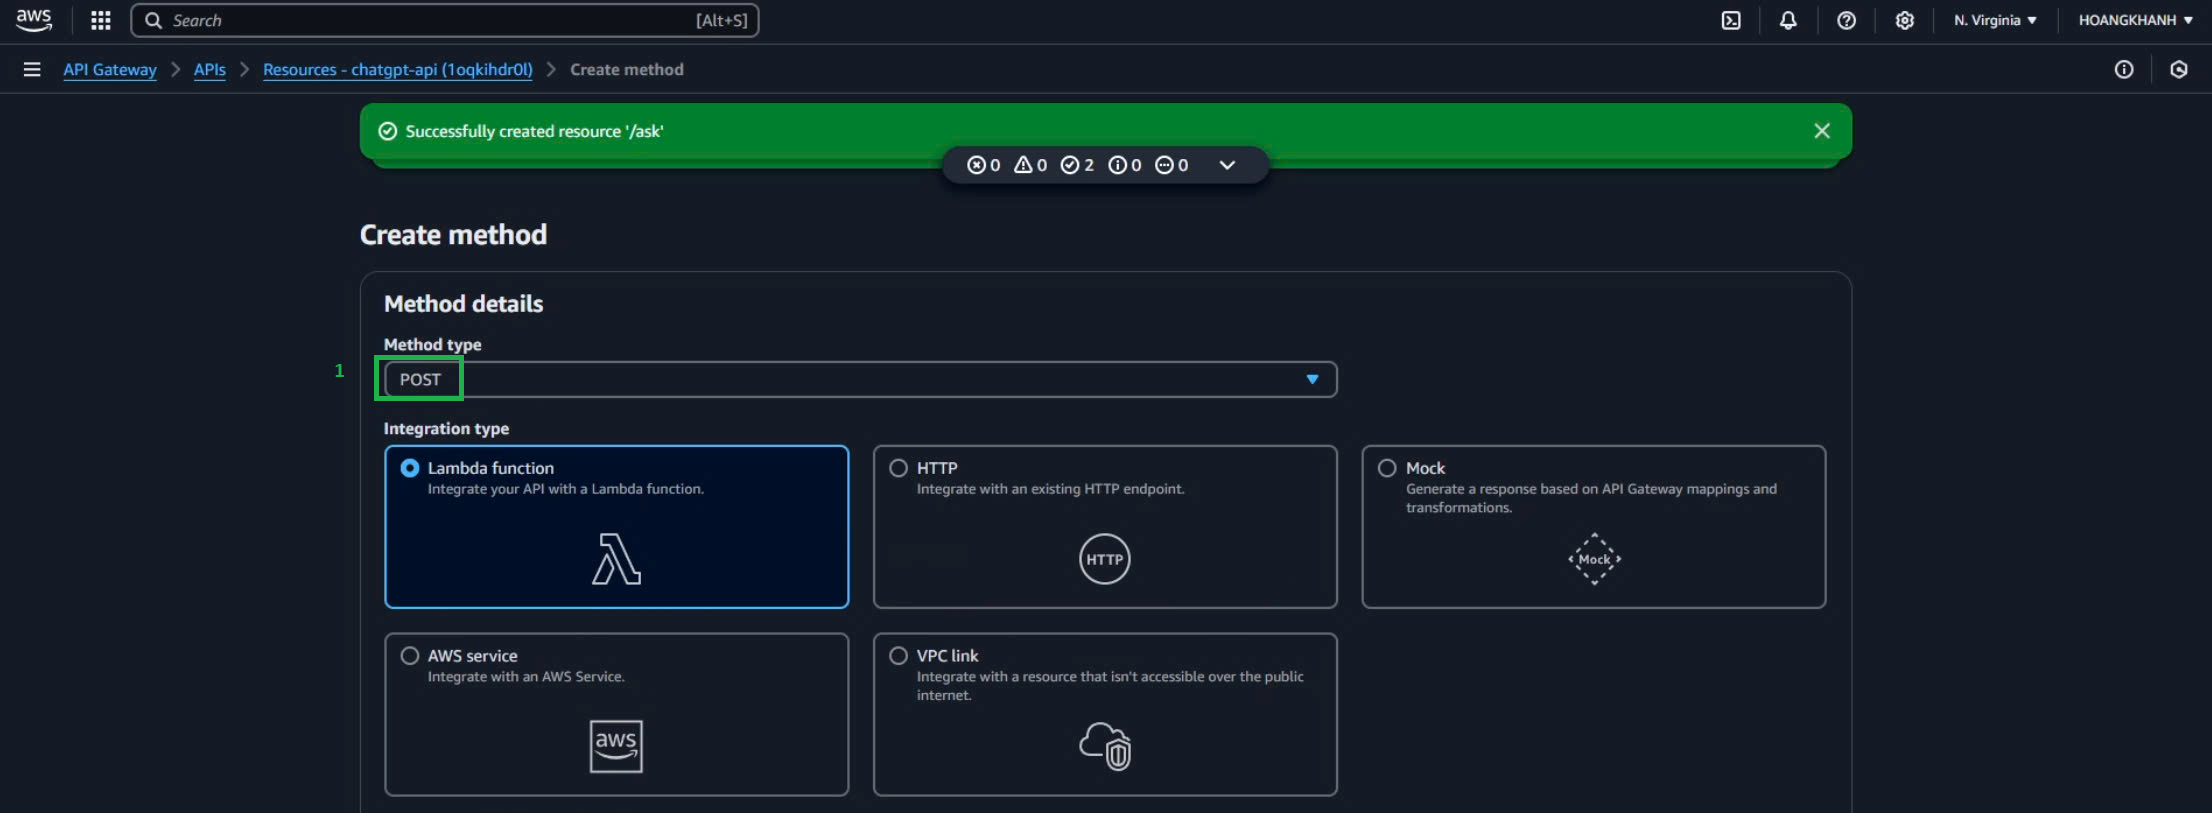 aws
Search [Alt+S]
N. Virginia ▼
HOANGKHANH ▼
API Gateway > APIs > Resources - chatgpt-api (1oqkihdr0l) > Create method
Successfully created resource '/ask'
0 0 2 0 0
Create method
Method details
Method type
1
POST
Integration type
Lambda function
Integrate your API with a Lambda function.
HTTP
Integrate with an existing HTTP endpoint.
HTTP
Mock
Generate a response based on API Gateway mappings and
transformations.
Mock
AWS service
Integrate with an AWS Service.
aws
VPC link
Integrate with a resource that isn't accessible over the public
internet.